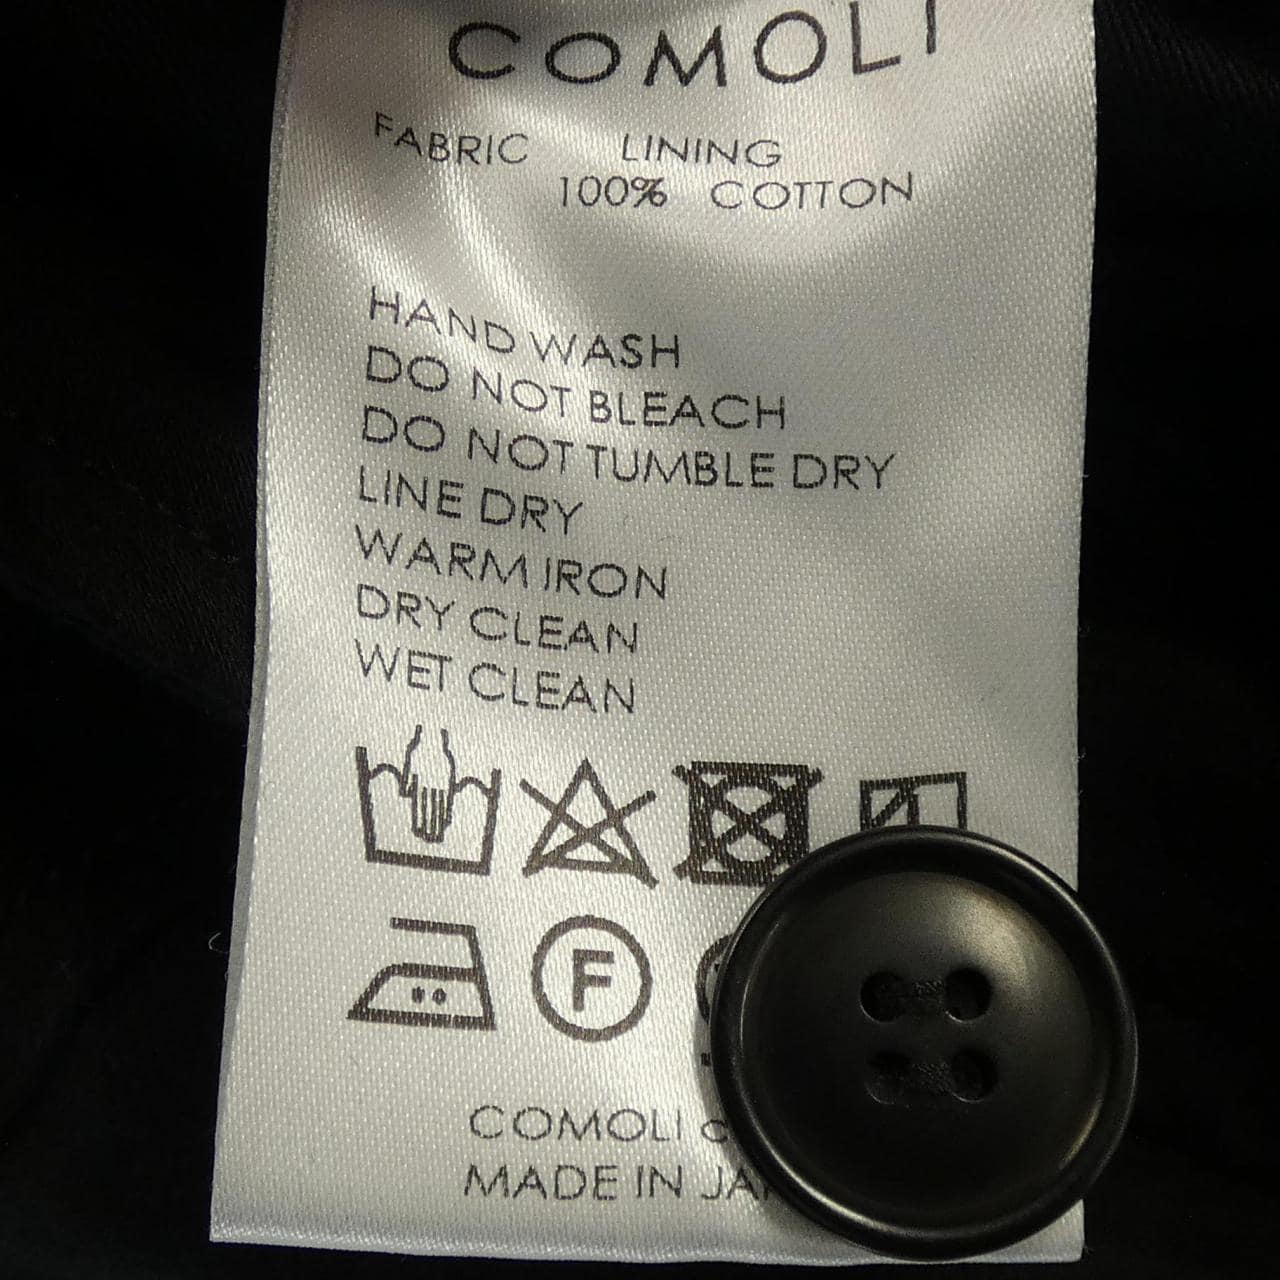 COMOLI
FABRIC LINING
100% COTTON
HAND WASH
DO NOT BLEACH
DO NOT TUMBLE DRY
LINE DRY
WARM IRON
DRY CLEAN
WET CLEAN
F
COMOLI
MADE IN